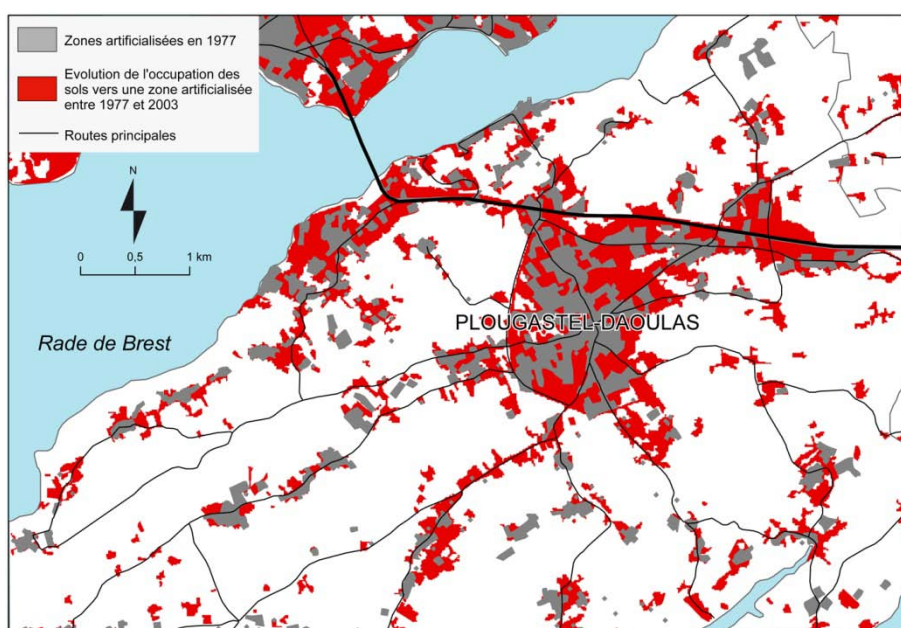 Zones artificialisées en 1977
Evolution de l'occupation des
sols vers une zone artificialisée
entre 1977 et 2003
Routes principales
N
0 0,5 1 km
PLOUGASTEL-DAOULAS
Rade de Brest